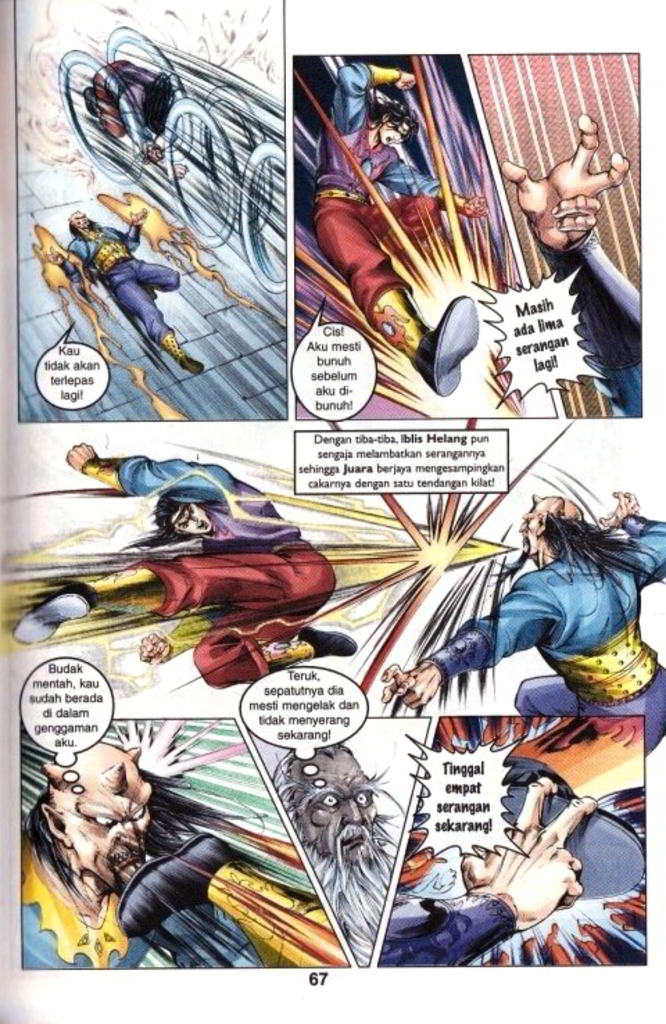 Kau
tidak akan
terlepas
lagi!
Cis!
Aku mesti
bunuh
sebelum
aku di-
bunuh!
Masih
ada lima
serangan
lagi!
Dengan tiba-tiba, Iblis Helang pun
sengaja melambatkan serangannya
sehingga Juara berjaya mengesampingkan
cakarnya dengan satu tendangan kilat!
Budak
mentah, kau
sudah berada
di dalam
genggaman
aku.
Teruk,
sepatutnya dia
mesti mengelak dan
tidak menyerang
sekarang!
Tinggal
empat
serangan
sekarang!
67